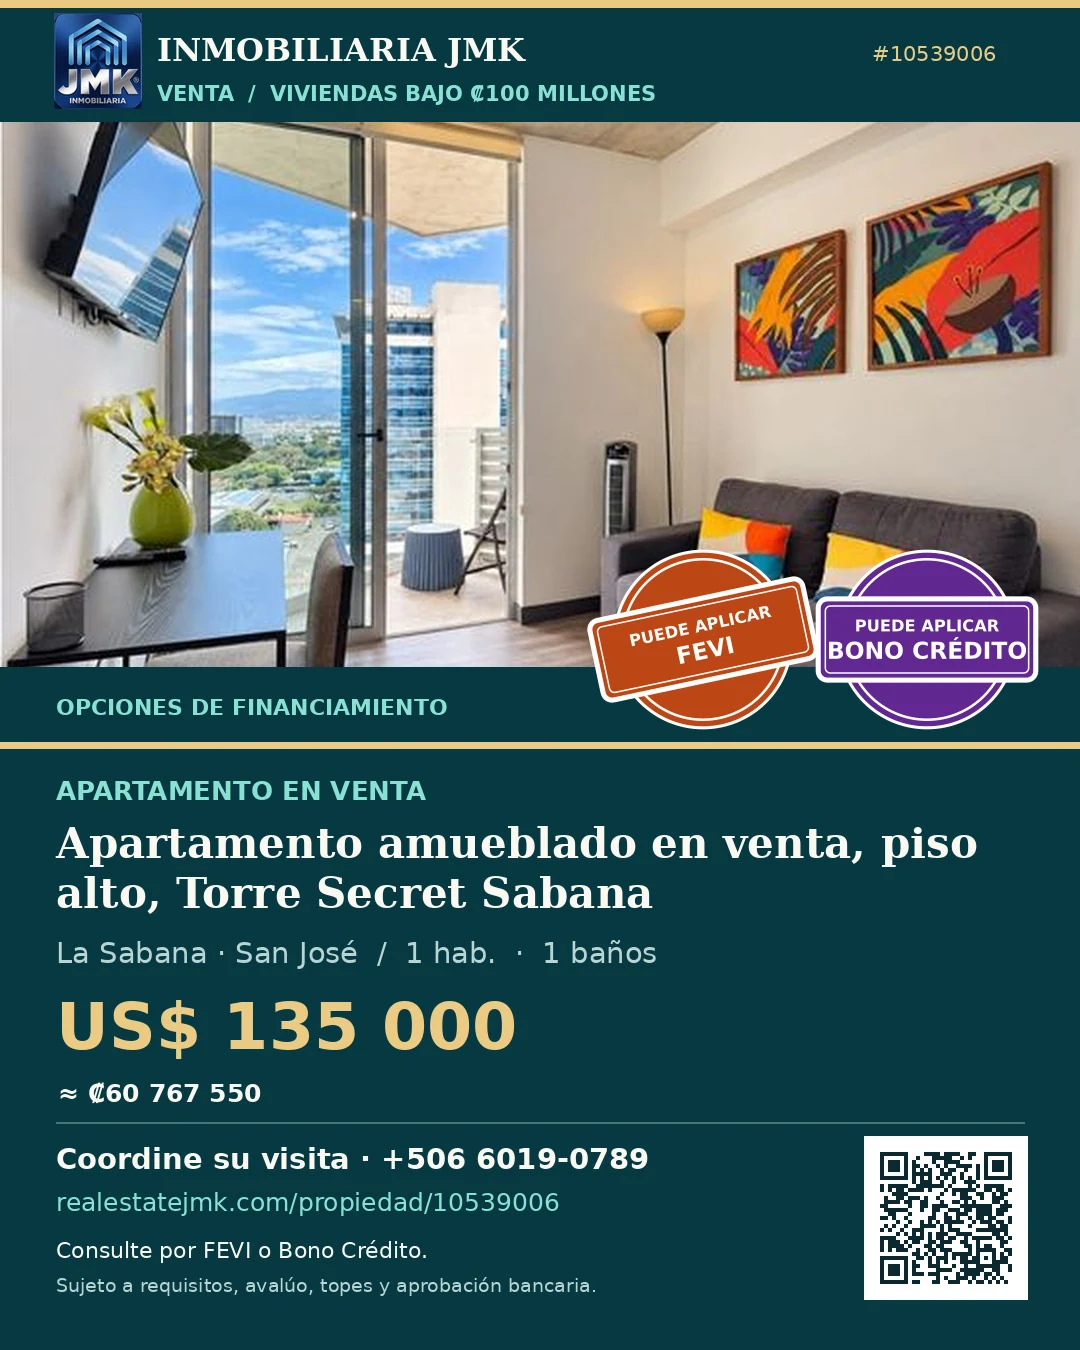 JMK
INMOBILIARIA
INMOBILIARIA JMK
#10539006
VENTA / VIVIENDAS BAJO ₡100 MILLONES
PUEDE APLICAR
FEVI
PUEDE APLICAR
BONO CRÉDITO
OPCIONES DE FINANCIAMIENTO
APARTAMENTO EN VENTA
Apartamento amueblado en venta, piso
alto, Torre Secret Sabana
La Sabana · San José / 1 hab. · 1 baños
US$ 135 000
≈ ₡60 767 550
Coordine su visita · +506 6019-0789
realestatejmk.com/propiedad/10539006
Consulte por FEVI o Bono Crédito.
Sujeto a requisitos, avalúo, topes y aprobación bancaria.